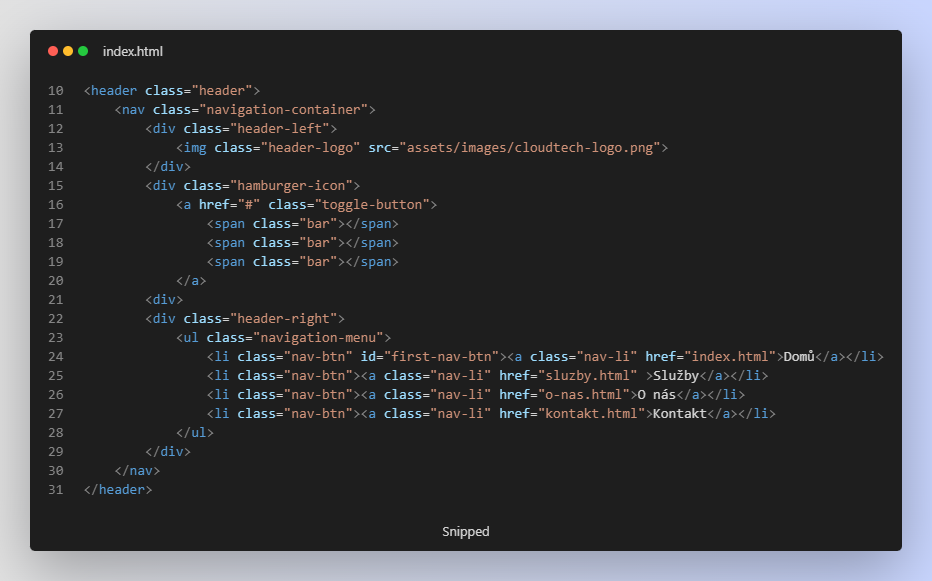 index.html
10 <header class="header">
11     <nav class="navigation-container">
12         <div class="header-left">
13             <img class="header-logo" src="assets/images/cloudtech-logo.png">
14         </div>
15         <div class="hamburger-icon">
16             <a href="#" class="toggle-button">
17                 <span class="bar"></span>
18                 <span class="bar"></span>
19                 <span class="bar"></span>
20             </a>
21         <div>
22         <div class="header-right">
23             <ul class="navigation-menu">
24                 <li class="nav-btn" id="first-nav-btn"><a class="nav-li" href="index.html">Domů</a></li>
25                 <li class="nav-btn"><a class="nav-li" href="sluzby.html" >Služby</a></li>
26                 <li class="nav-btn"><a class="nav-li" href="o-nas.html">O nás</a></li>
27                 <li class="nav-btn"><a class="nav-li" href="kontakt.html">Kontakt</a></li>
28             </ul>
29         </div>
30     </nav>
31 </header>
Snipped